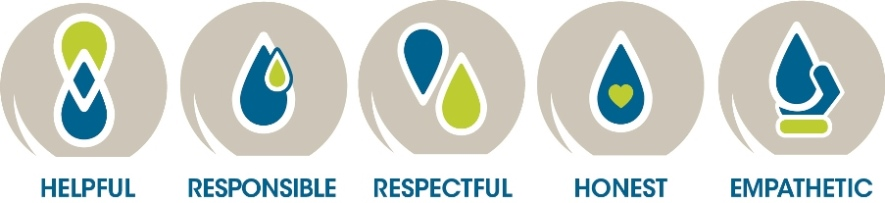 HELPFUL RESPONSIBLE RESPECTFUL HONEST EMPATHETIC